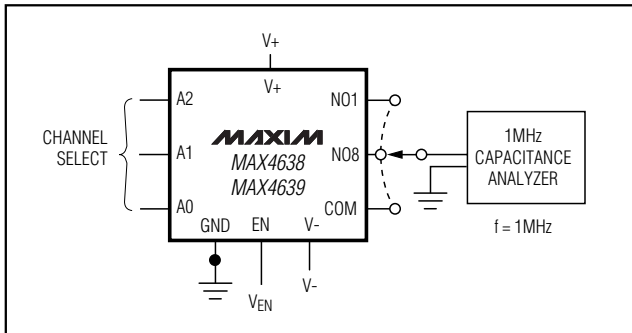 V+
V+
A2
NO1
CHANNEL
SELECT
A1
MAXIM
MAX4638
MAX4639
NO8
1MHz
CAPACITANCE
ANALYZER
A0
COM
GND
EN
V-
f = 1MHz
VEN
V-